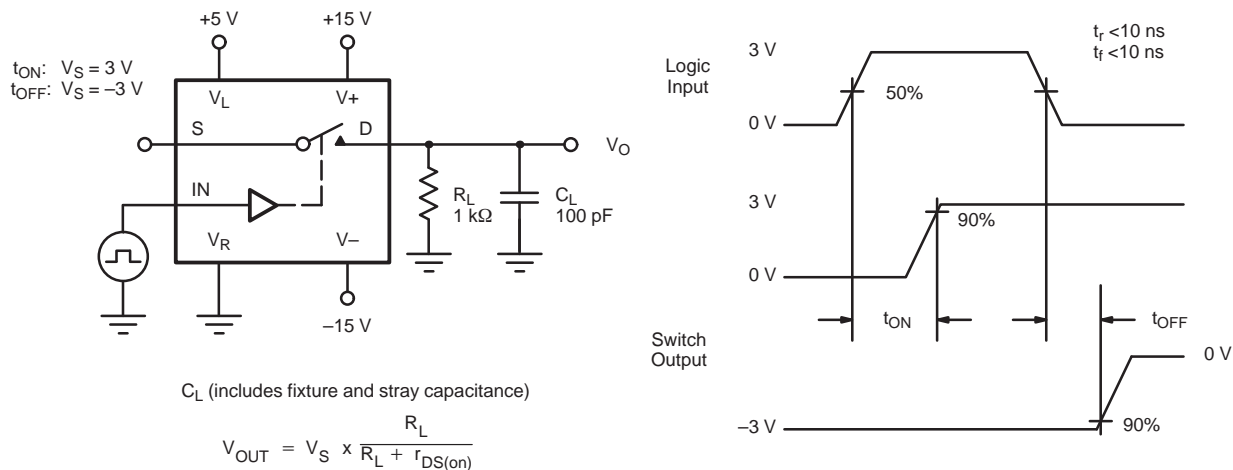 +5 V
+15 V
tON: VS = 3 V
tOFF: VS = –3 V
VL
V+
S
D
VO
IN
RL
1 kΩ
CL
100 pF
VR
V–
–15 V
CL (includes fixture and stray capacitance)
VOUT = VS x RL / RL + rDS(on)
tr <10 ns
tf <10 ns
Logic
Input
3 V
50%
0 V
3 V
90%
0 V
tON
tOFF
Switch
Output
0 V
–3 V
90%